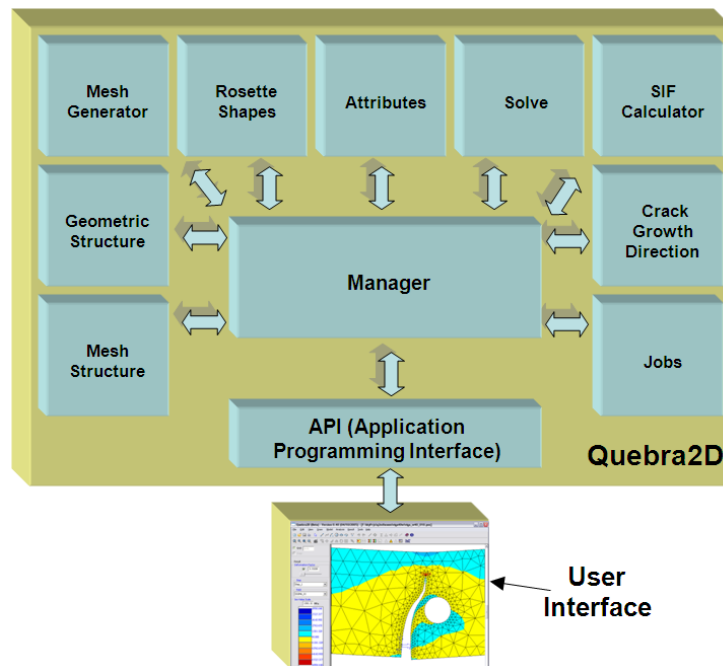 Mesh
Generator
Rosette
Shapes
Attributes
Solve
SIF
Calculator
Geometric
Structure
Crack
Growth
Direction
Manager
Mesh
Structure
Jobs
API (Application
Programming Interface)
Quebra2D
User
Interface